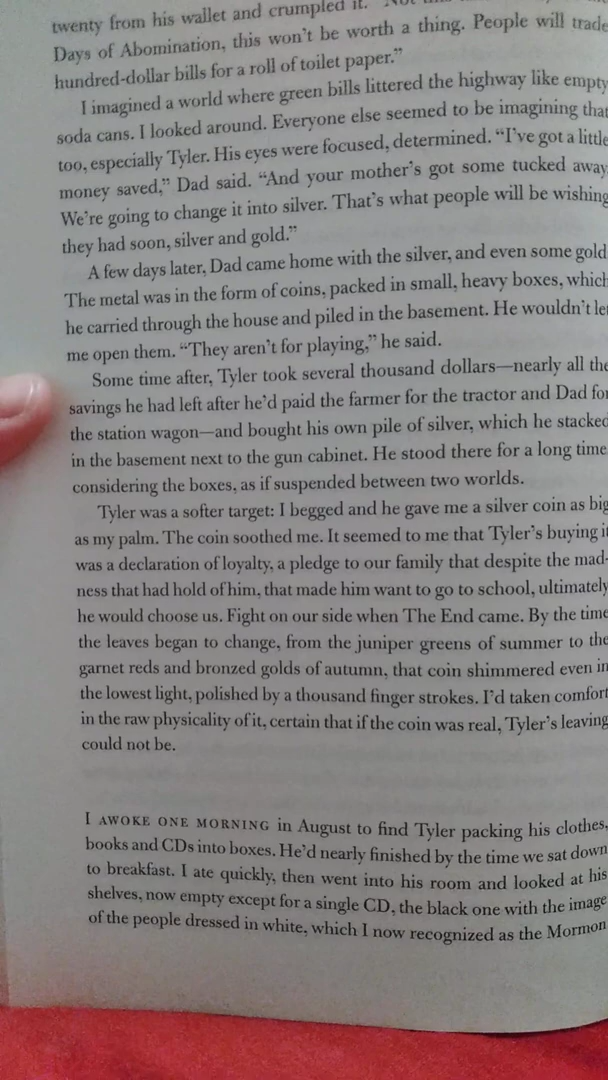 twenty from his wallet and crumpled it.
Days of Abomination, this won't be worth a thing. People will trade
hundred-dollar bills for a roll of toilet paper."
I imagined a world where green bills littered the highway like empty
soda cans. I looked around. Everyone else seemed to be imagining that
too, especially Tyler. His eyes were focused, determined. "I've got a little
money saved," Dad said. "And your mother's got some tucked away
We're going to change it into silver. That's what people will be wishing
they had soon, silver and gold."
A few days later, Dad came home with the silver, and even some gold
The metal was in the form of coins, packed in small, heavy boxes, which
he carried through the house and piled in the basement. He wouldn't le
me open them. "They aren't for playing," he said.
Some time after, Tyler took several thousand dollars—nearly all the
savings he had left after he'd paid the farmer for the tractor and Dad for
the station wagon—and bought his own pile of silver, which he stacked
in the basement next to the gun cabinet. He stood there for a long time
considering the boxes, as if suspended between two worlds.
Tyler was a softer target: I begged and he gave me a silver coin as big
as my palm. The coin soothed me. It seemed to me that Tyler's buying it
was a declaration of loyalty, a pledge to our family that despite the mad-
ness that had hold of him, that made him want to go to school, ultimately
he would choose us. Fight on our side when The End came. By the time
the leaves began to change, from the juniper greens of summer to the
garnet reds and bronzed golds of autumn, that coin shimmered even in
the lowest light, polished by a thousand finger strokes. I'd taken comfort
in the raw physicality of it, certain that if the coin was real, Tyler's leaving
could not be.
I AWOKE ONE MORNING in August to find Tyler packing his clothes,
books and CDs into boxes. He'd nearly finished by the time we sat down
to breakfast. I ate quickly, then went into his room and looked at his
shelves, now empty except for a single CD, the black one with the image
of the people dressed in white, which I now recognized as the Mormon